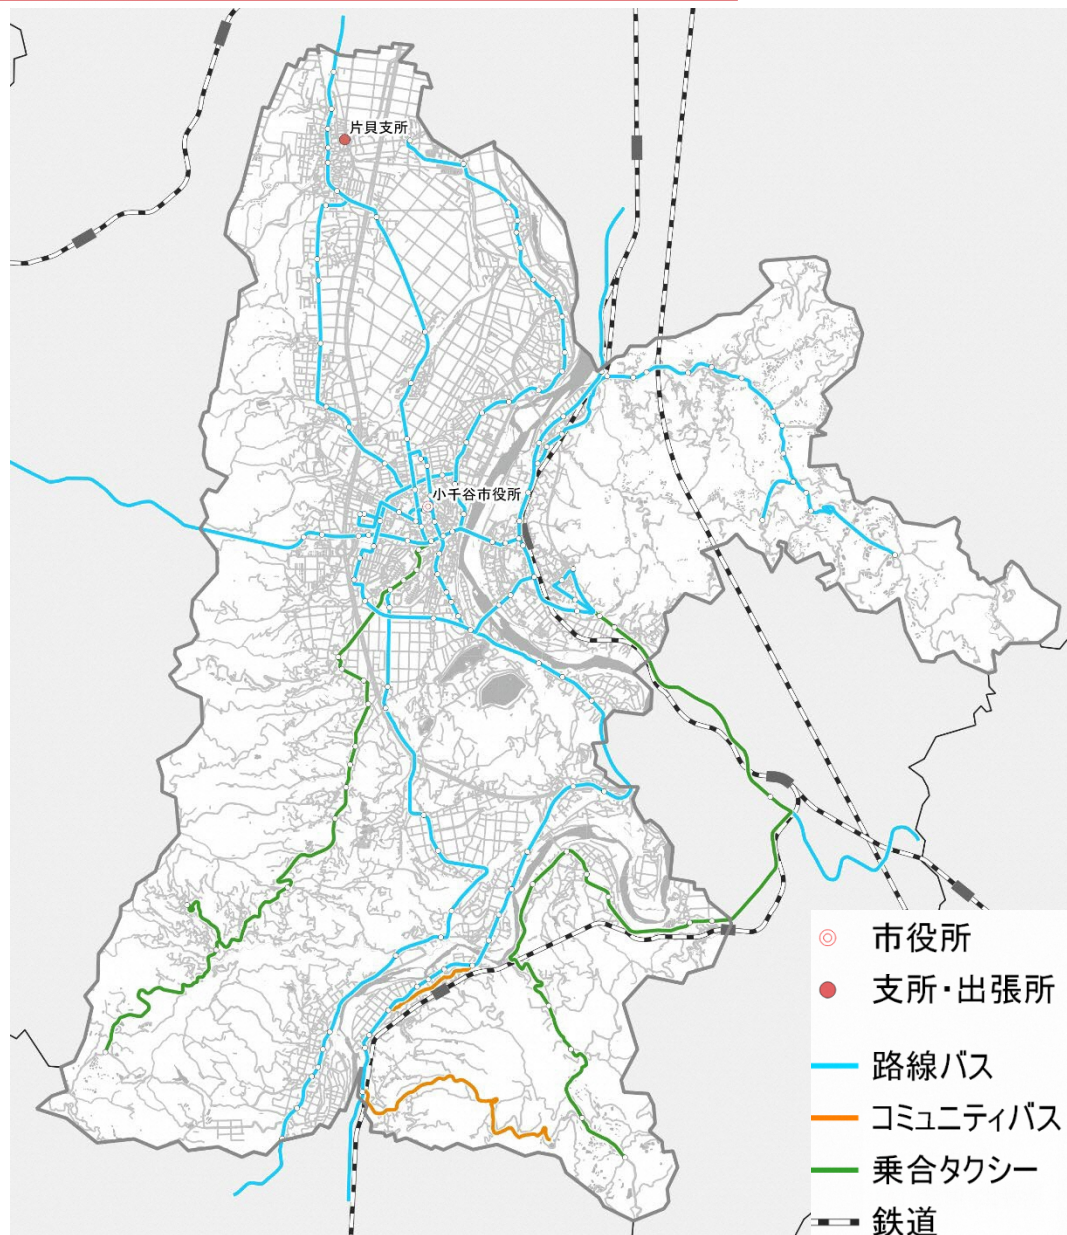 片貝支所
小千谷市役所
市役所
支所・出張所
路線バス
コミュニティバス
乗合タクシー
鉄道